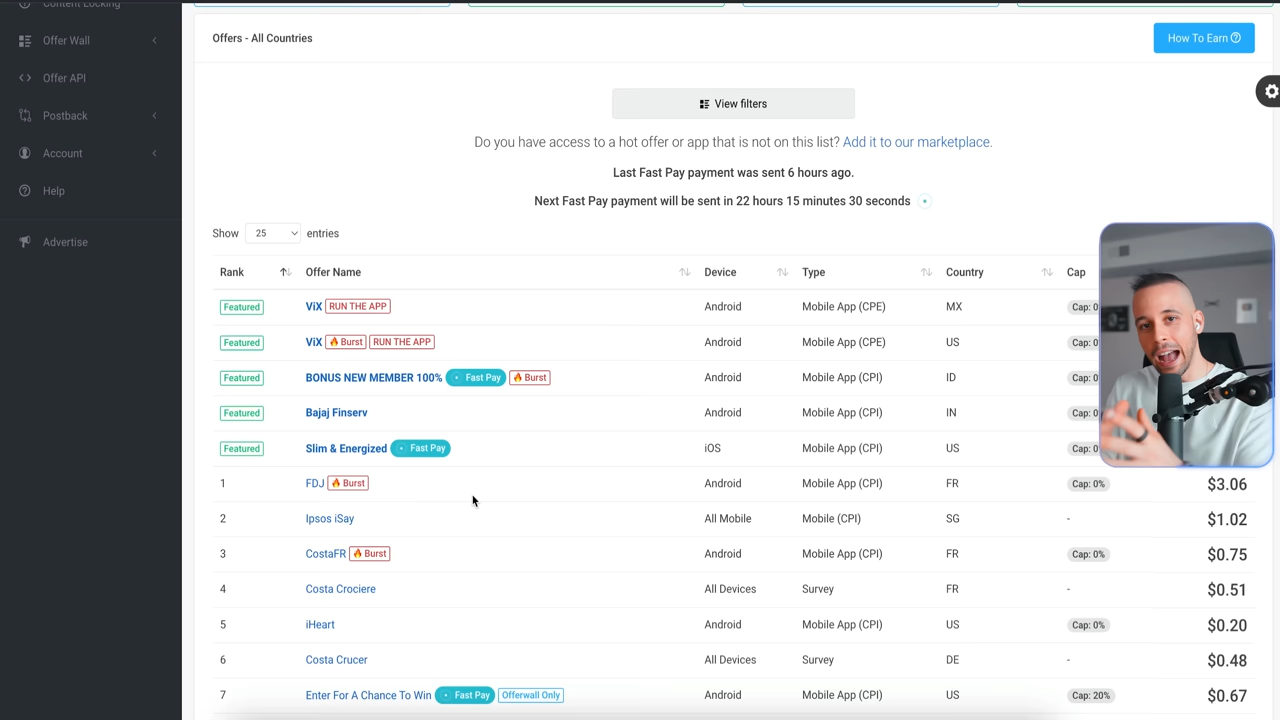 Content Locking
Offer Wall
Offer API
Postback
Account
Help
Advertise
Offers - All Countries
How To Earn
View filters
Do you have access to a hot offer or app that is not on this list? Add it to our marketplace.
Last Fast Pay payment was sent 6 hours ago.
Next Fast Pay payment will be sent in 22 hours 15 minutes 30 seconds
Show 25 entries
Rank Offer Name Device Type Country Cap
Featured ViX RUN THE APP Android Mobile App (CPE) MX Cap: 0
Featured ViX 🔥 Burst RUN THE APP Android Mobile App (CPE) US Cap: 0
Featured BONUS NEW MEMBER 100% Fast Pay 🔥 Burst Android Mobile App (CPI) ID Cap: 0
Featured Bajaj Finserv Android Mobile App (CPI) IN Cap: 0
Featured Slim & Energized Fast Pay iOS Mobile App (CPI) US Cap: 0
1 FDJ 🔥 Burst Android Mobile App (CPI) FR Cap: 0% $3.06
2 Ipsos iSay All Mobile Mobile (CPI) SG - $1.02
3 CostaFR 🔥 Burst Android Mobile App (CPI) FR Cap: 0% $0.75
4 Costa Crociere All Devices Survey FR - $0.51
5 iHeart Android Mobile App (CPI) US Cap: 0% $0.20
6 Costa Crucer All Devices Survey DE - $0.48
7 Enter For A Chance To Win Fast Pay Offerwall Only Android Mobile App (CPI) US Cap: 20% $0.67